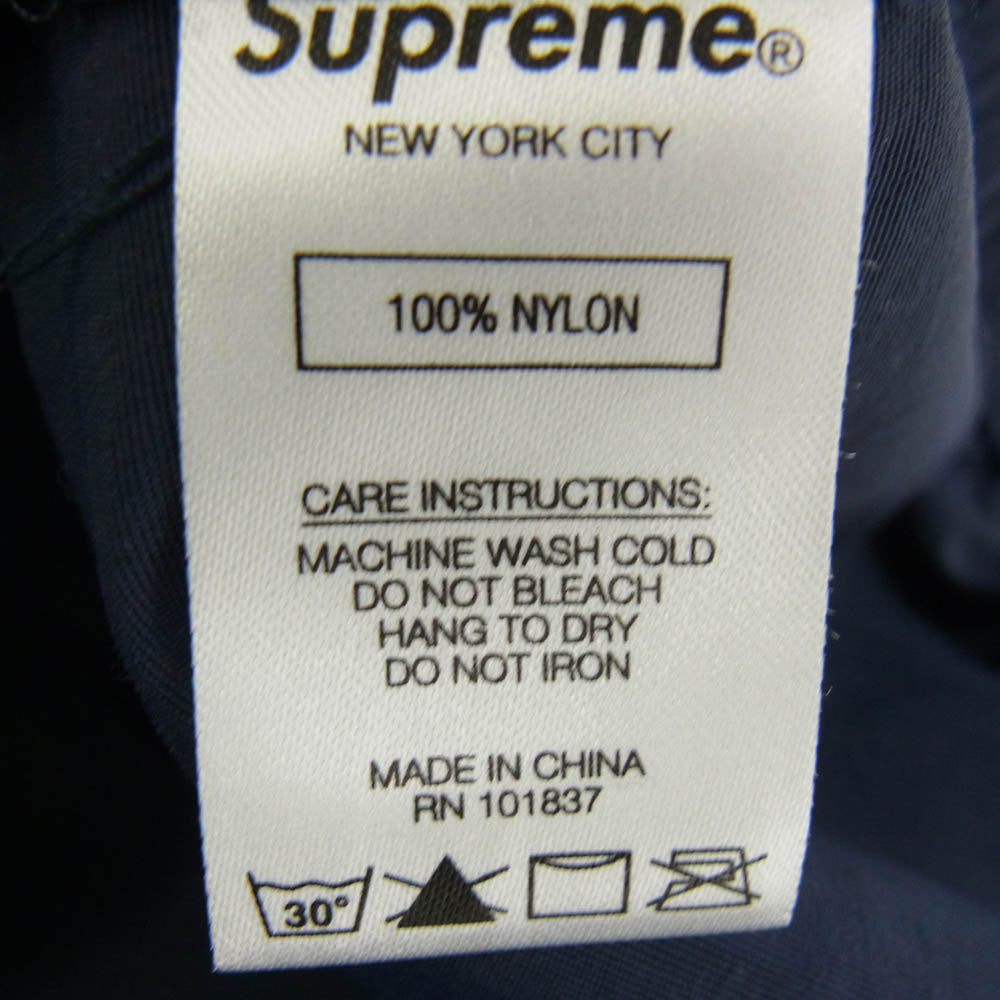 Supreme®
NEW YORK CITY
100% NYLON
CARE INSTRUCTIONS:
MACHINE WASH COLD
DO NOT BLEACH
HANG TO DRY
DO NOT IRON
MADE IN CHINA
RN 101837
30°